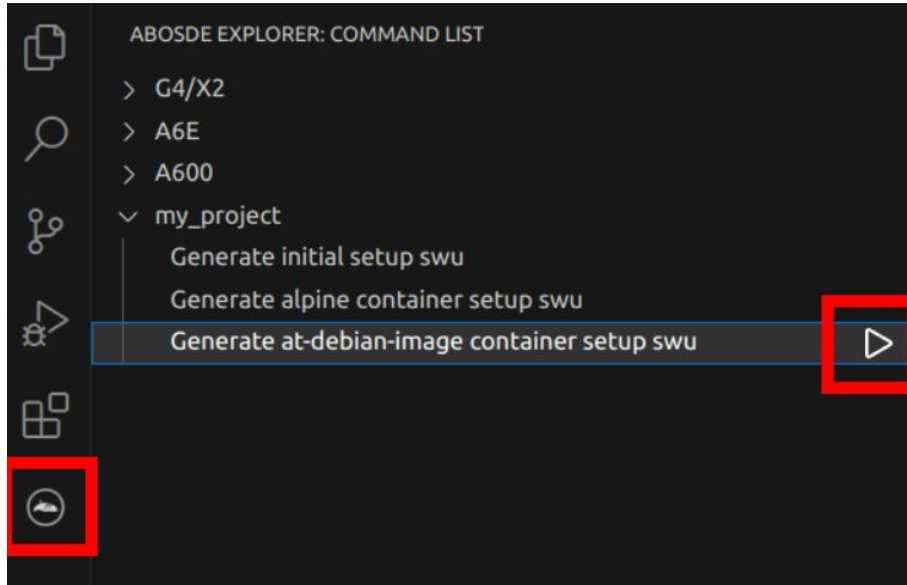 ABOSDE EXPLORER: COMMAND LIST
G4/X2
A6E
A600
my_project
Generate initial setup swu
Generate alpine container setup swu
Generate at-debian-image container setup swu